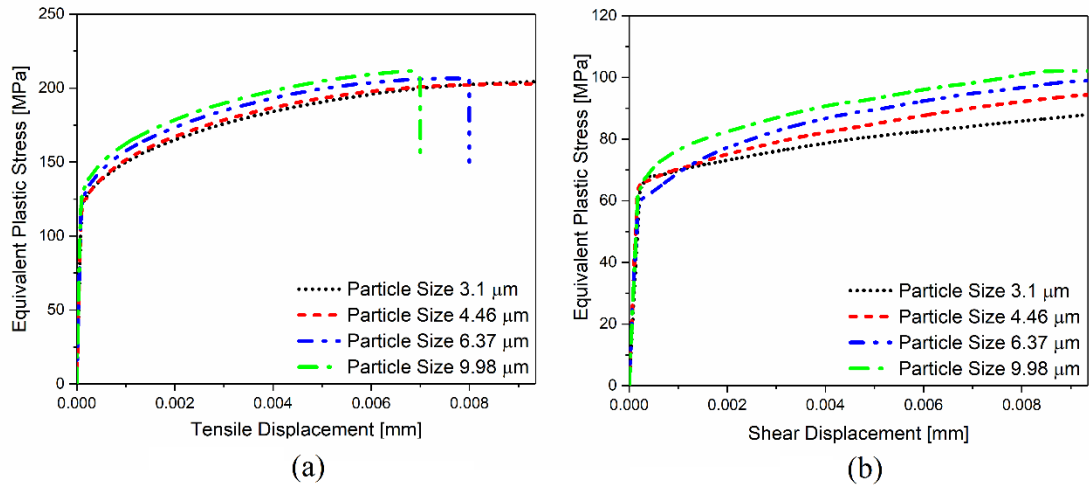 250
200
150
100
50
0
Equivalent Plastic Stress [MPa]
Particle Size 3.1 μm
Particle Size 4.46 μm
Particle Size 6.37 μm
Particle Size 9.98 μm
0.000 0.002 0.004 0.006 0.008
Tensile Displacement [mm]
(a)
120
100
80
60
40
20
0
Equivalent Plastic Stress [MPa]
Particle Size 3.1 μm
Particle Size 4.46 μm
Particle Size 6.37 μm
Particle Size 9.98 μm
0.000 0.002 0.004 0.006 0.008
Shear Displacement [mm]
(b)